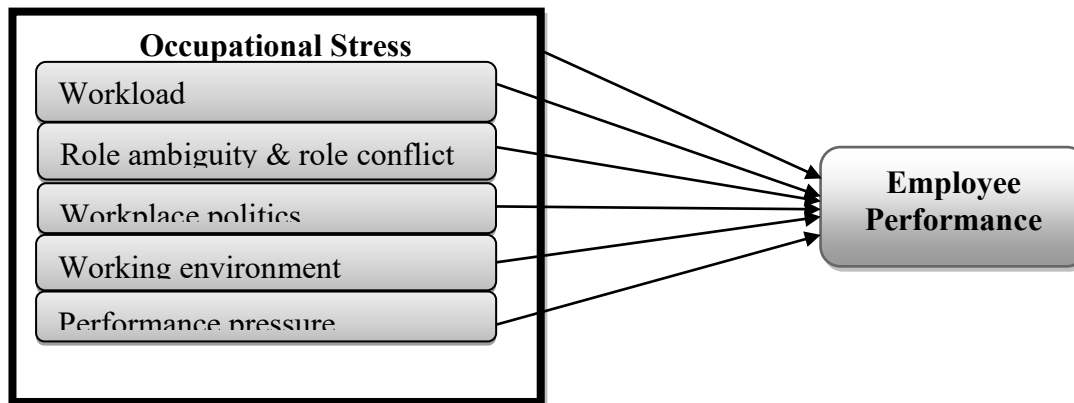 Occupational Stress
Workload
Role ambiguity & role conflict
Workplace politics
Working environment
Performance pressure
Employee
Performance